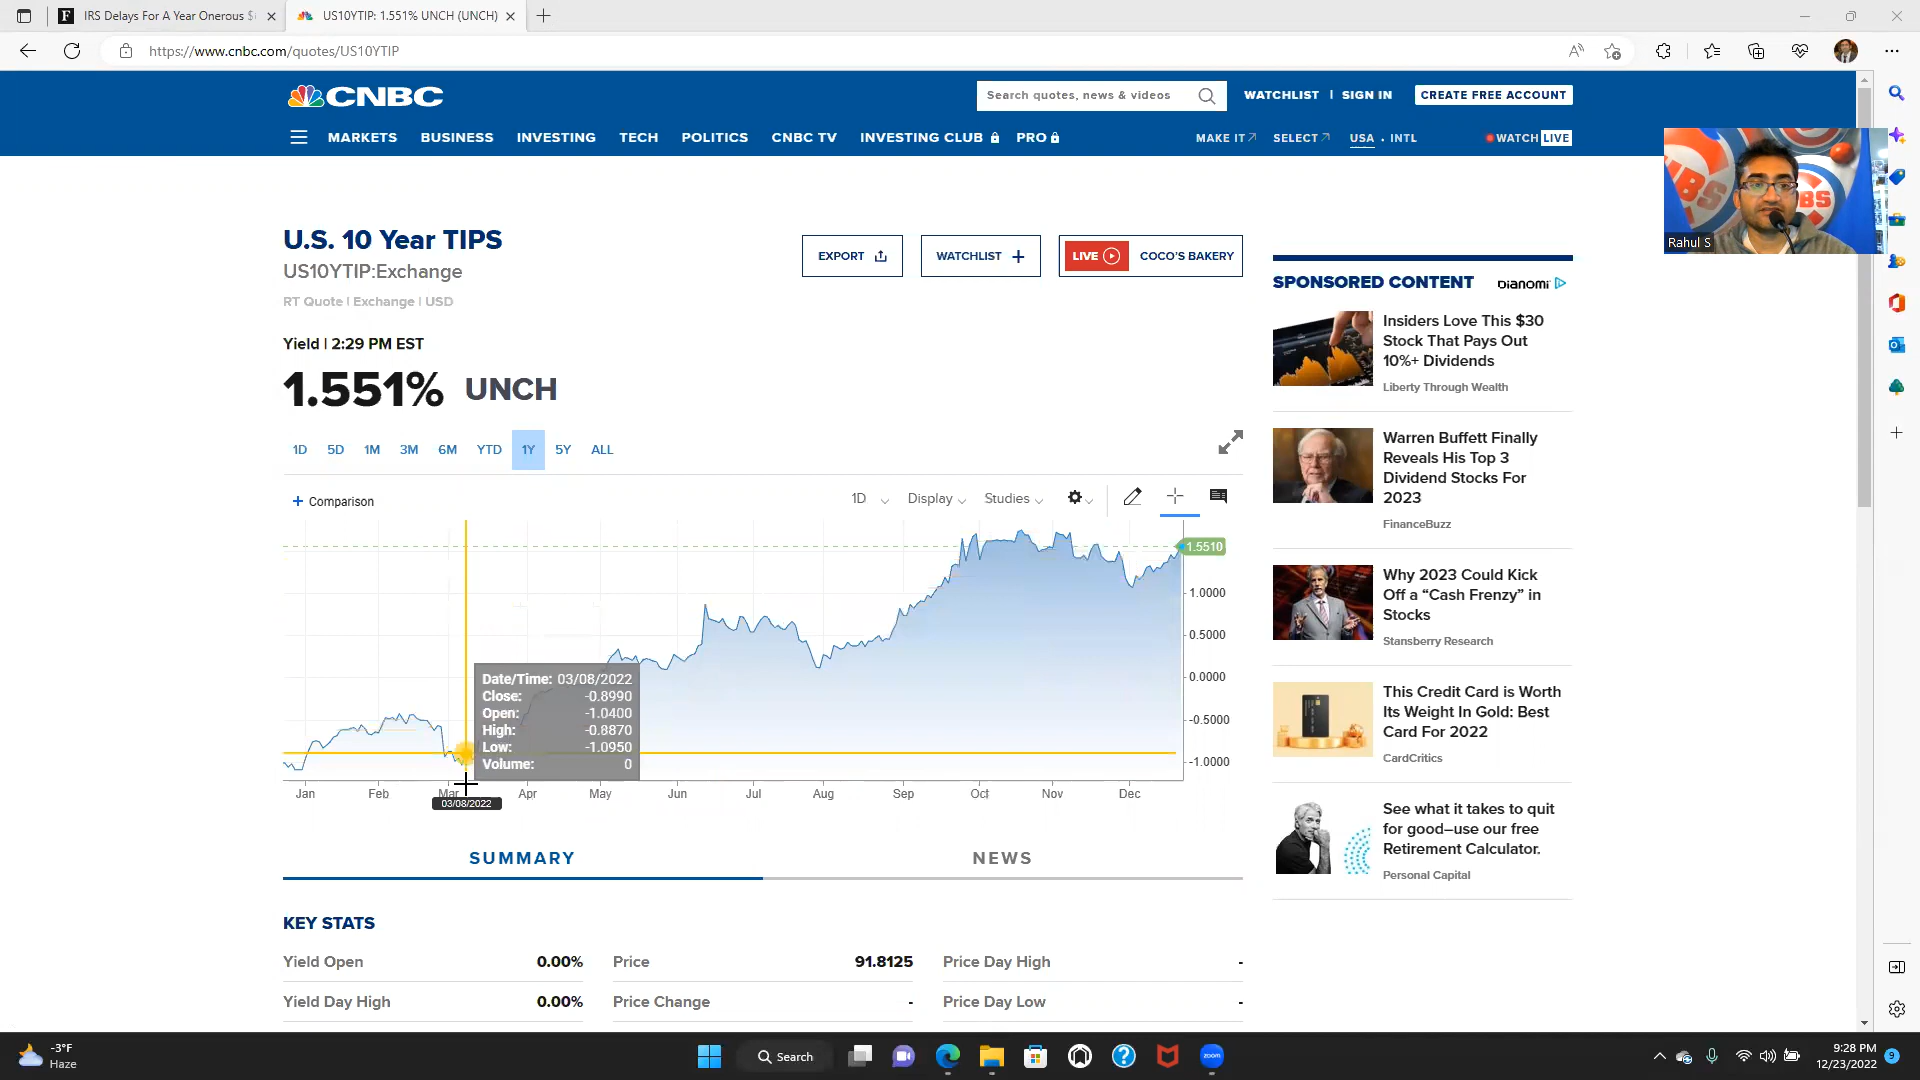 IRS Delays For A Year Onerous $
US10YTIP: 1.551% UNCH (UNCH)
https://www.cnbc.com/quotes/US10YTIP
CNBC
Search quotes, news & videos
WATCHLIST | SIGN IN
CREATE FREE ACCOUNT
MARKETS BUSINESS INVESTING TECH POLITICS CNBC TV INVESTING CLUB PRO
MAKE IT SELECT USA • INTL
WATCH LIVE
BS
BS
Rahul S
U.S. 10 Year TIPS
US10YTIP:Exchange
RT Quote | Exchange | USD
EXPORT
WATCHLIST +
LIVE COCO'S BAKERY
Yield | 2:29 PM EST
1.551% UNCH
1D 5D 1M 3M 6M YTD 1Y 5Y ALL
+ Comparison
1D Display Studies
1.5510
1.0000
0.5000
0.0000
-0.5000
-1.0000
Date/Time: 03/08/2022
Close: -0.8990
Open: -1.0400
High: -0.8870
Low: -1.0950
Volume: 0
Jan Feb Mar Apr May Jun Jul Aug Sep Oct Nov Dec
03/08/2022
SUMMARY NEWS
KEY STATS
Yield Open 0.00% Price 91.8125 Price Day High -
Yield Day High 0.00% Price Change - Price Day Low -
SPONSORED CONTENT
DIANOMI
Insiders Love This $30
Stock That Pays Out
10%+ Dividends
Liberty Through Wealth
Warren Buffett Finally
Reveals His Top 3
Dividend Stocks For
2023
FinanceBuzz
Why 2023 Could Kick
Off a “Cash Frenzy” in
Stocks
Stansberry Research
This Credit Card is Worth
Its Weight In Gold: Best
Card For 2022
CardCritics
See what it takes to quit
for good—use our free
Retirement Calculator.
Personal Capital
-3°F
Haze
Search
zoom
9:28 PM
12/23/2022
9